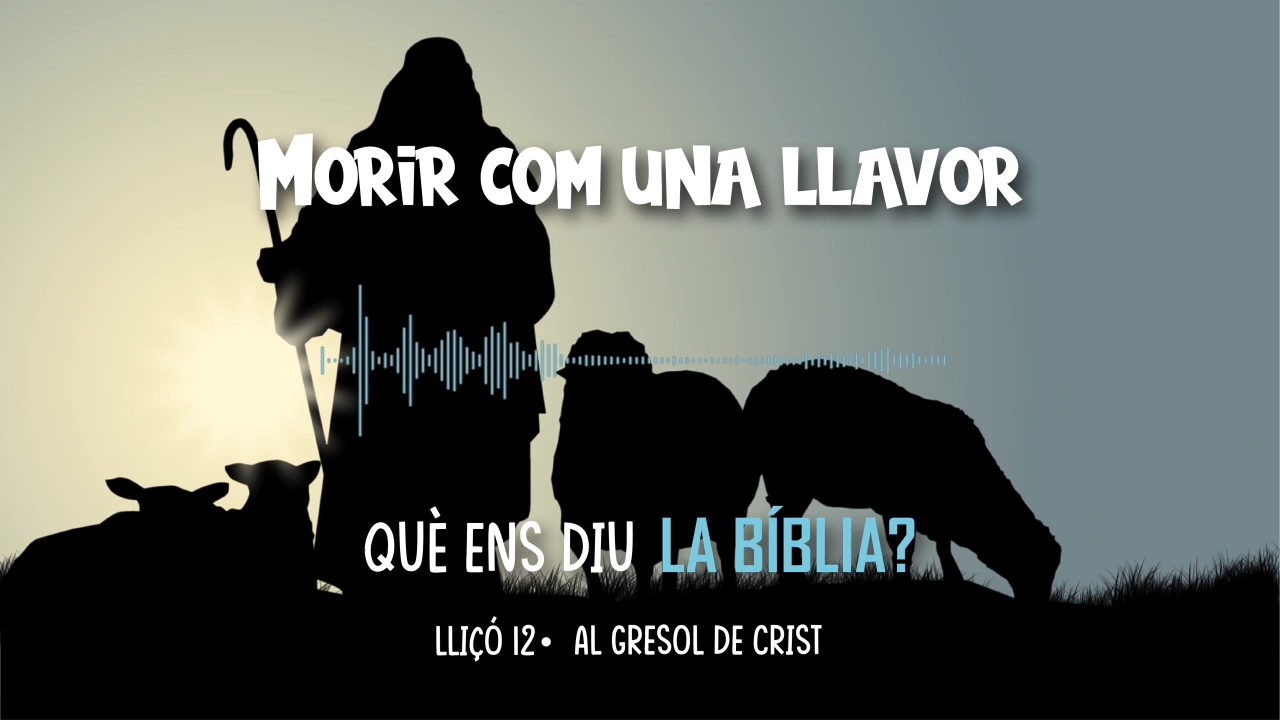 MORiR COM UNA LLAVOR
QUÈ ENS DIU LA BÍBLIA?
LLIÇÓ 12• AL GRESOL DE CRIST